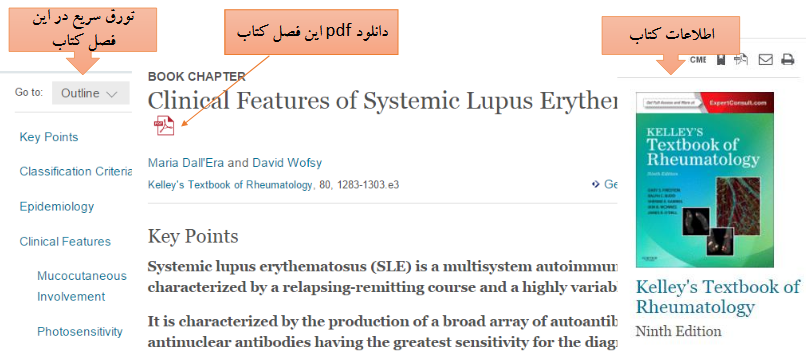 تورق سریع در این
فصل کتاب
دانلود pdf این فصل کتاب
اطلاعات کتاب
CME
Go to: Outline
Key Points
Classification Criteria
Epidemiology
Clinical Features
Mucocutaneous
Involvement
Photosensitivity
BOOK CHAPTER
Clinical Features of Systemic Lupus Eryther
Maria Dall'Era and David Wofsy
Kelley's Textbook of Rheumatology, 80, 1283-1303.e3
Ge
Key Points
Systemic lupus erythematosus (SLE) is a multisystem autoimmun
characterized by a relapsing-remitting course and a highly variabl
It is characterized by the production of a broad array of autoantib
antinuclear antibodies having the greatest sensitivity for the diagn
ExpertConsult.com
KELLEY'S
Textbook of
Rheumatology
Ninth Edition
Kelley's Textbook of
Rheumatology
Ninth Edition